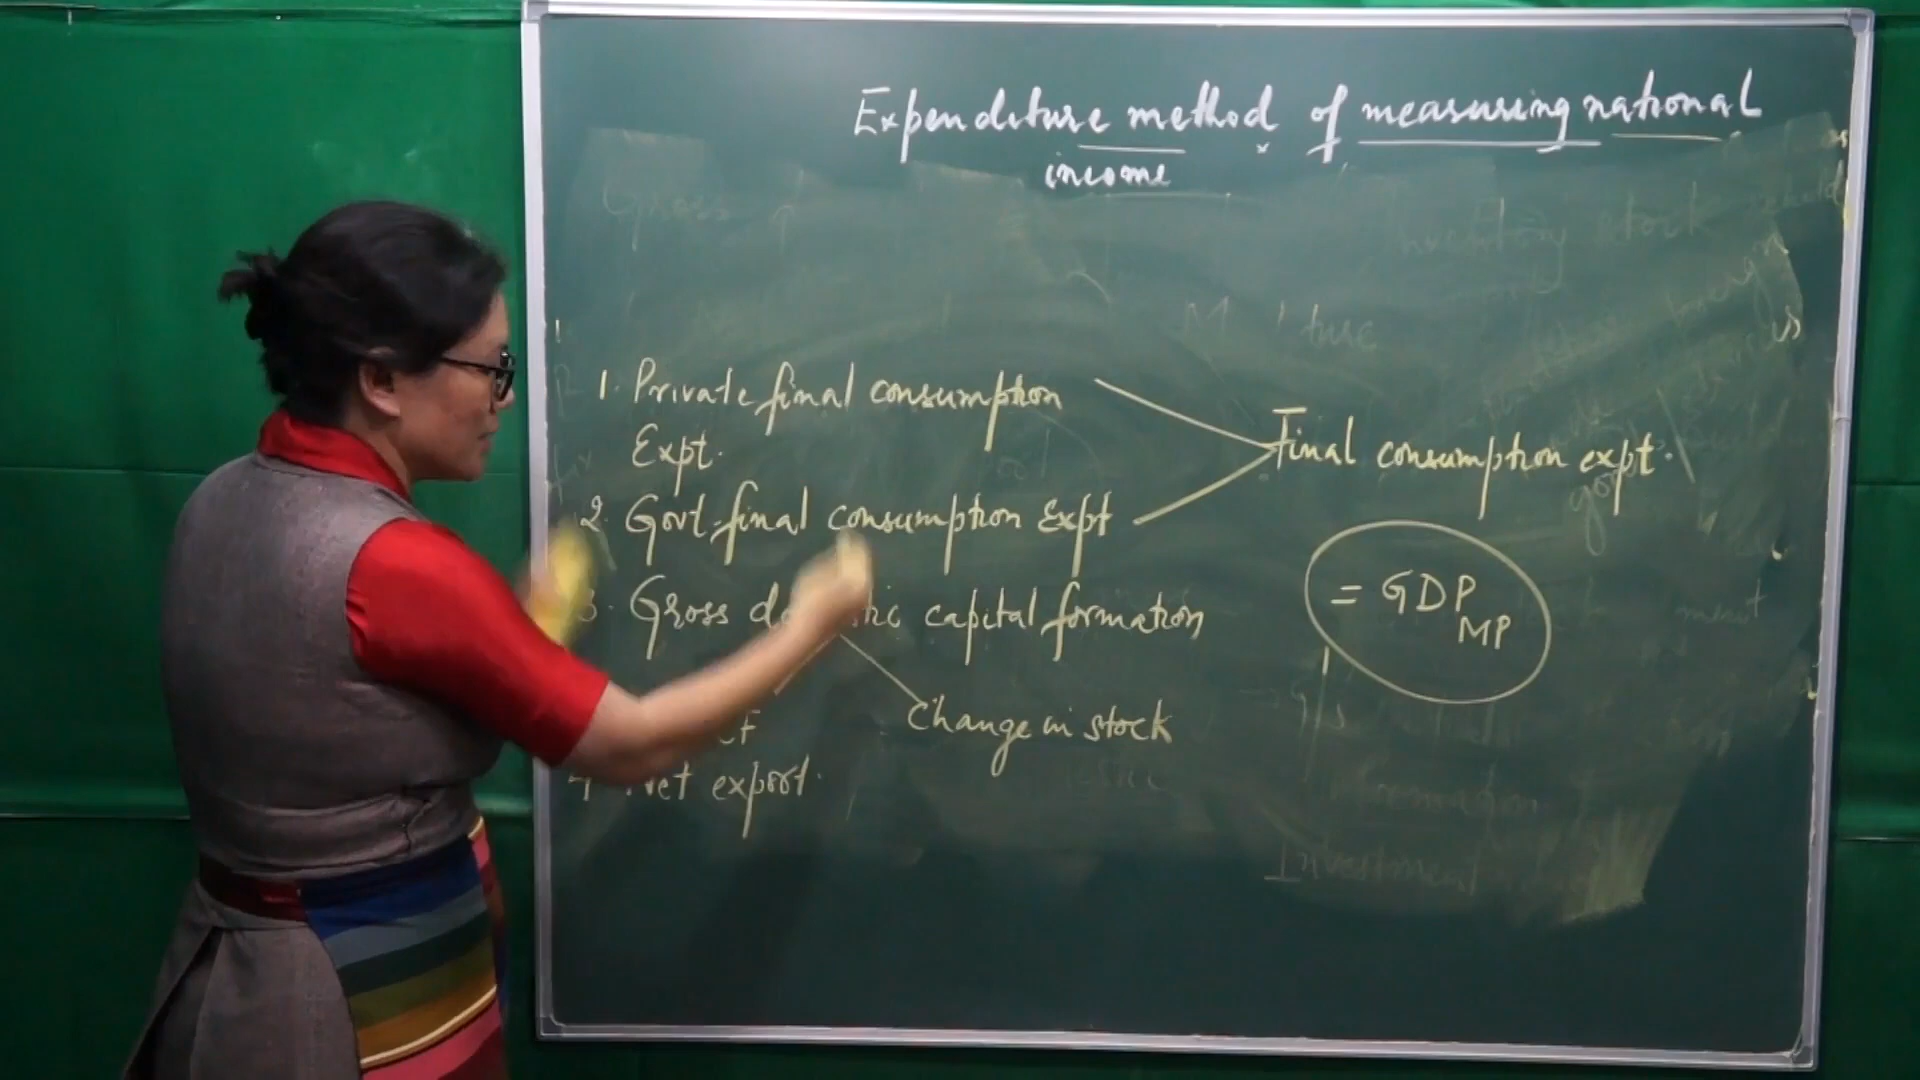 Expenditure method of measuring national
income
1. Private final consumption
Expt.
2. Govt. final consumption Expt
Final consumption expt.
3. Gross capital formation
= GDP MP
Change in stock
export.
Investment